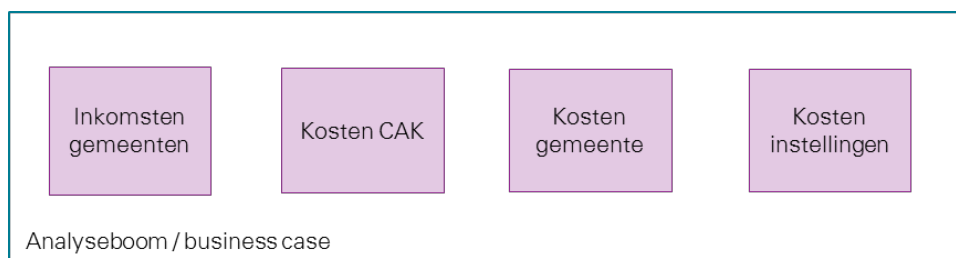 Inkomsten
gemeenten
Kosten CAK
Kosten
gemeente
Kosten
instellingen
Analyseboom / business case